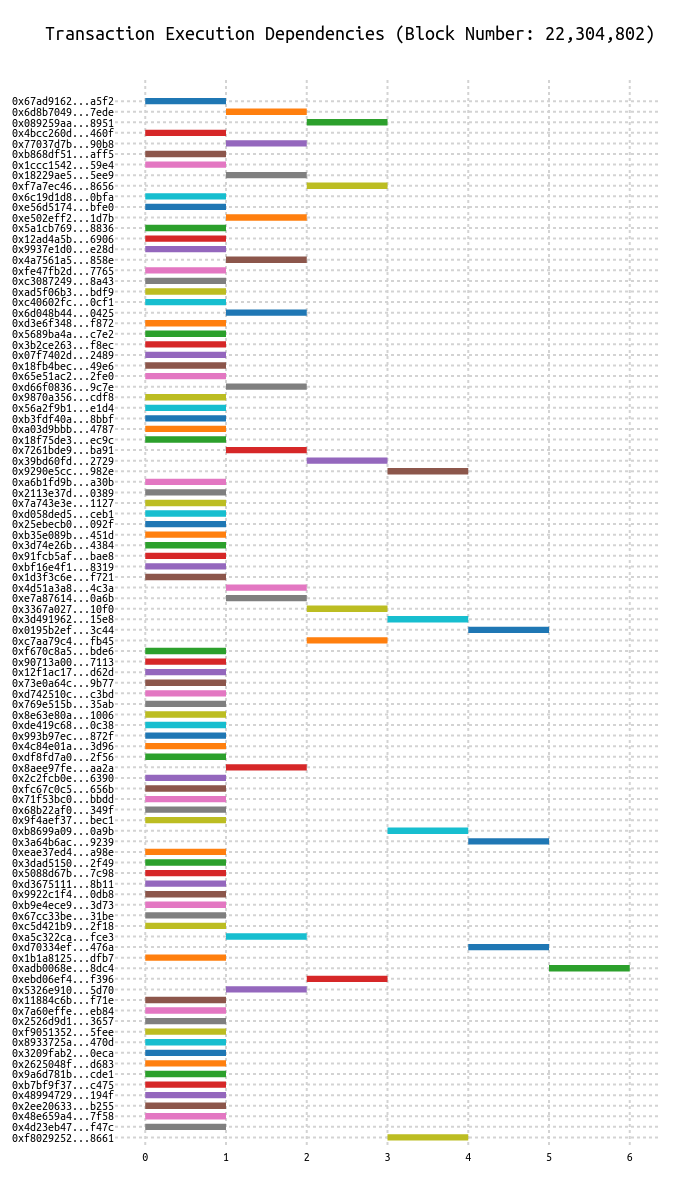 Transaction Execution Dependencies (Block Number: 22,304,802)
0x67ad9162...a5f2
0x6d8b7049...7ede
0x089259aa...8951
0x4bcc260d...460f
0x77037d7b...90b8
0xb868df51...aff5
0x1ccc1542...59e4
0x18229ae5...5ee9
0xf7a7ec46...8656
0x6c19d1d8...0bfa
0xe56d5174...bfe0
0xe502eff2...1d7b
0x5a1cb769...8836
0x12ad4a5b...6906
0x9937e1d0...e28d
0x4a7561a5...858e
0xfe47fb2d...7765
0xc3087249...8a43
0xad5f06b3...bdf9
0xc40602fc...0cf1
0x6d048b44...0425
0xd3e6f348...f872
0x5689ba4a...c7e2
0x3b2ce263...f8ec
0x07f7402d...2489
0x18fb4bec...49e6
0x65e51ac2...2fe0
0xd66f0836...9c7e
0x9870a356...cdf8
0x56a2f9b1...e1d4
0xb3fdf40a...8bbf
0xa03d9bbb...4787
0x18f75de3...ec9c
0x7261bde9...ba91
0x39bd60fd...2729
0x9290e5cc...982e
0xa6b1fd9b...a30b
0x2113e37d...0389
0x7a743e3e...1127
0xd058ded5...ceb1
0x25ebecb0...092f
0xb35e089b...451d
0x3d74e26b...4384
0x91fcb5af...bae8
0xbf16e4f1...8319
0x1d3f3c6e...f721
0x4d51a3a8...4c3a
0xe7a87614...0a6b
0x3367a027...10f0
0x3d491962...15e8
0x0195b2ef...3c44
0xc7aa79c4...fb45
0xf670c8a5...bde6
0x90713a00...7113
0x12f1ac17...d62d
0x73e0a64c...9b77
0xd742510c...c3bd
0x769e515b...35ab
0x8e63e80a...1006
0xde419c68...0c38
0x993b97ec...872f
0x4c84e01a...3d96
0xdf8fd7a0...2f56
0x8aee97fe...aa2a
0x2c2fcb0e...6390
0xfc67c0c5...656b
0x71f53bc0...bbdd
0x68b22af0...349f
0x9f4aef37...bec1
0xb8699a09...0a9b
0x3a64b6ac...9239
0xeae37ed4...a98e
0x3dad5150...2f49
0x5088d67b...7c98
0xd3675111...8b11
0x9922c1f4...0db8
0xb9e4ece9...3d73
0x67cc33be...31be
0xc5d421b9...2f18
0xa5c322ca...fce3
0xd70334ef...476a
0x1b1a8125...dfb7
0xadb0068e...8dc4
0xebd06ef4...f396
0x5326e910...5d70
0x11884c6b...f71e
0x7a60effe...eb84
0x2526d9d1...3657
0xf9051352...5fee
0x8933725a...470d
0x3209fab2...0eca
0x2625048f...d683
0x9a6d781b...cde1
0xb7bf9f37...c475
0x48994729...194f
0x2ee20633...b255
0x48e659a4...7f58
0x4d23eb47...f47c
0xf8029252...8661
0 1 2 3 4 5 6